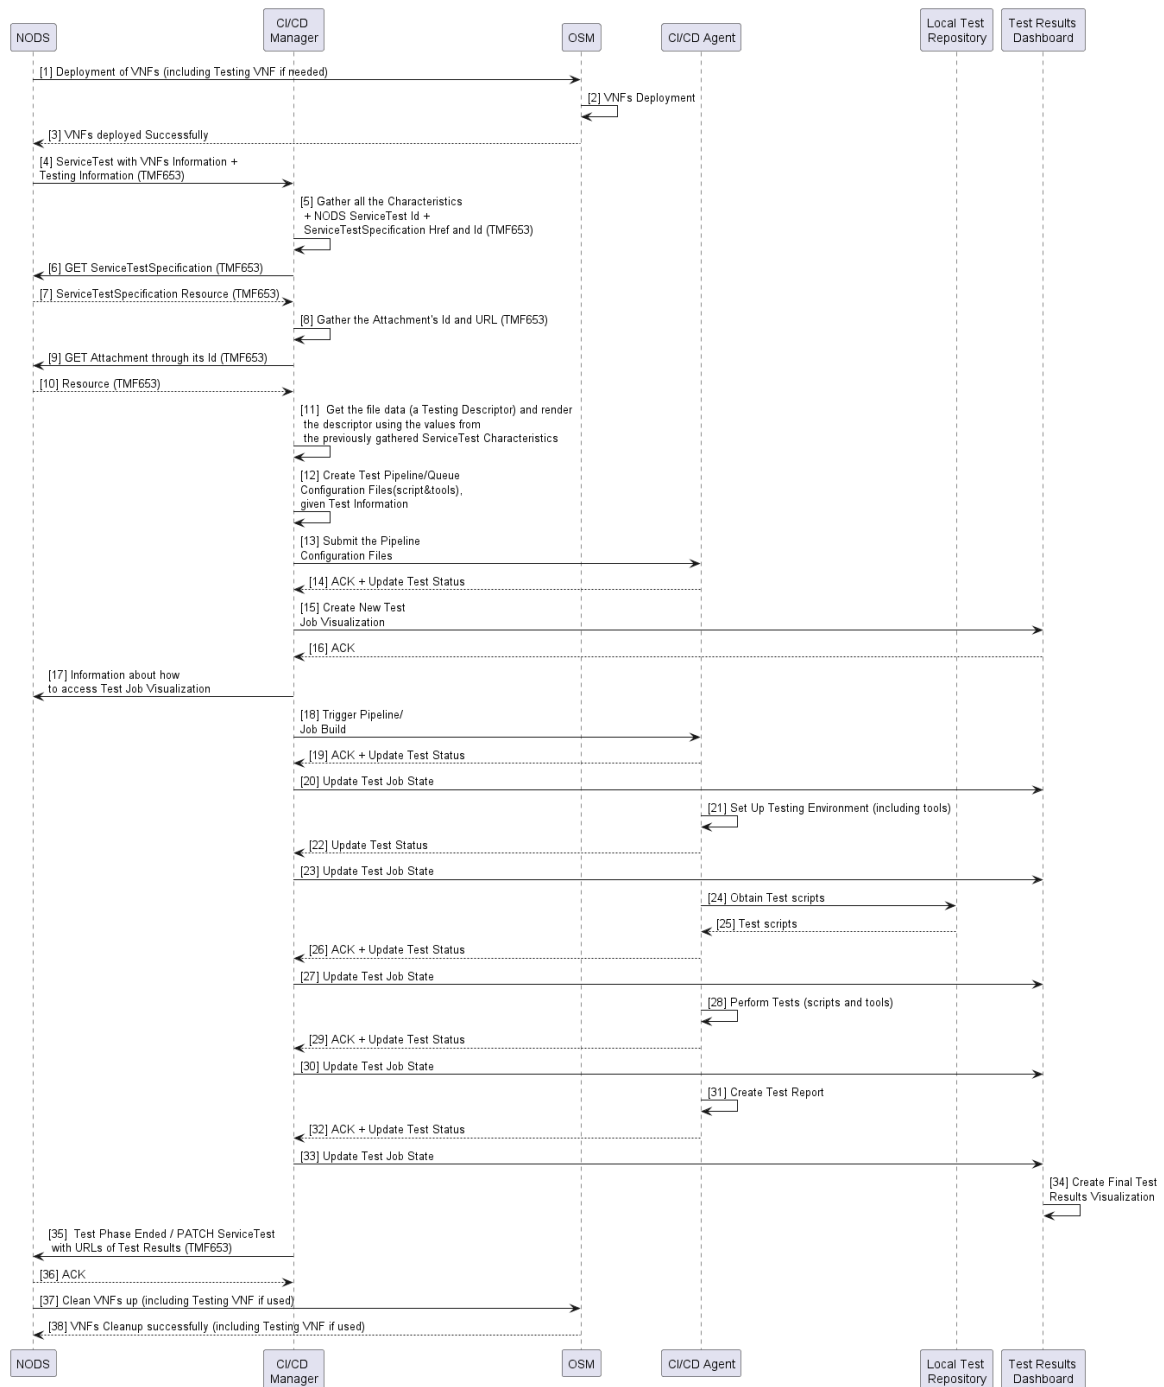 NODS
CI/CD
Manager
OSM
CI/CD Agent
Local Test
Repository
Test Results
Dashboard
[1] Deployment of VNFs (including Testing VNF if needed)
[2] VNFs Deployment
[3] VNFs deployed Successfully
[4] ServiceTest with VNFs Information +
Testing Information (TMF653)
[5] Gather all the Characteristics
+ NODS ServiceTest Id +
ServiceTestSpecification Href and Id (TMF653)
[6] GET ServiceTestSpecification (TMF653)
[7] ServiceTestSpecification Resource (TMF653)
[8] Gather the Attachment's Id and URL (TMF653)
[9] GET Attachment through its Id (TMF653)
[10] Resource (TMF653)
[11] Get the file data (a Testing Descriptor) and render
the descriptor using the values from
the previously gathered ServiceTest Characteristics
[12] Create Test Pipeline/Queue
Configuration Files(script&tools),
given Test Information
[13] Submit the Pipeline
Configuration Files
[14] ACK + Update Test Status
[15] Create New Test
Job Visualization
[16] ACK
[17] Information about how
to access Test Job Visualization
[18] Trigger Pipeline/
Job Build
[19] ACK + Update Test Status
[20] Update Test Job State
[21] Set Up Testing Environment (including tools)
[22] Update Test Status
[23] Update Test Job State
[24] Obtain Test scripts
[25] Test scripts
[26] ACK + Update Test Status
[27] Update Test Job State
[28] Perform Tests (scripts and tools)
[29] ACK + Update Test Status
[30] Update Test Job State
[31] Create Test Report
[32] ACK + Update Test Status
[33] Update Test Job State
[34] Create Final Test
Results Visualization
[35] Test Phase Ended / PATCH ServiceTest
with URLs of Test Results (TMF653)
[36] ACK
[37] Clean VNFs up (including Testing VNF if used)
[38] VNFs Cleanup successfully (including Testing VNF if used)
NODS
CI/CD
Manager
OSM
CI/CD Agent
Local Test
Repository
Test Results
Dashboard